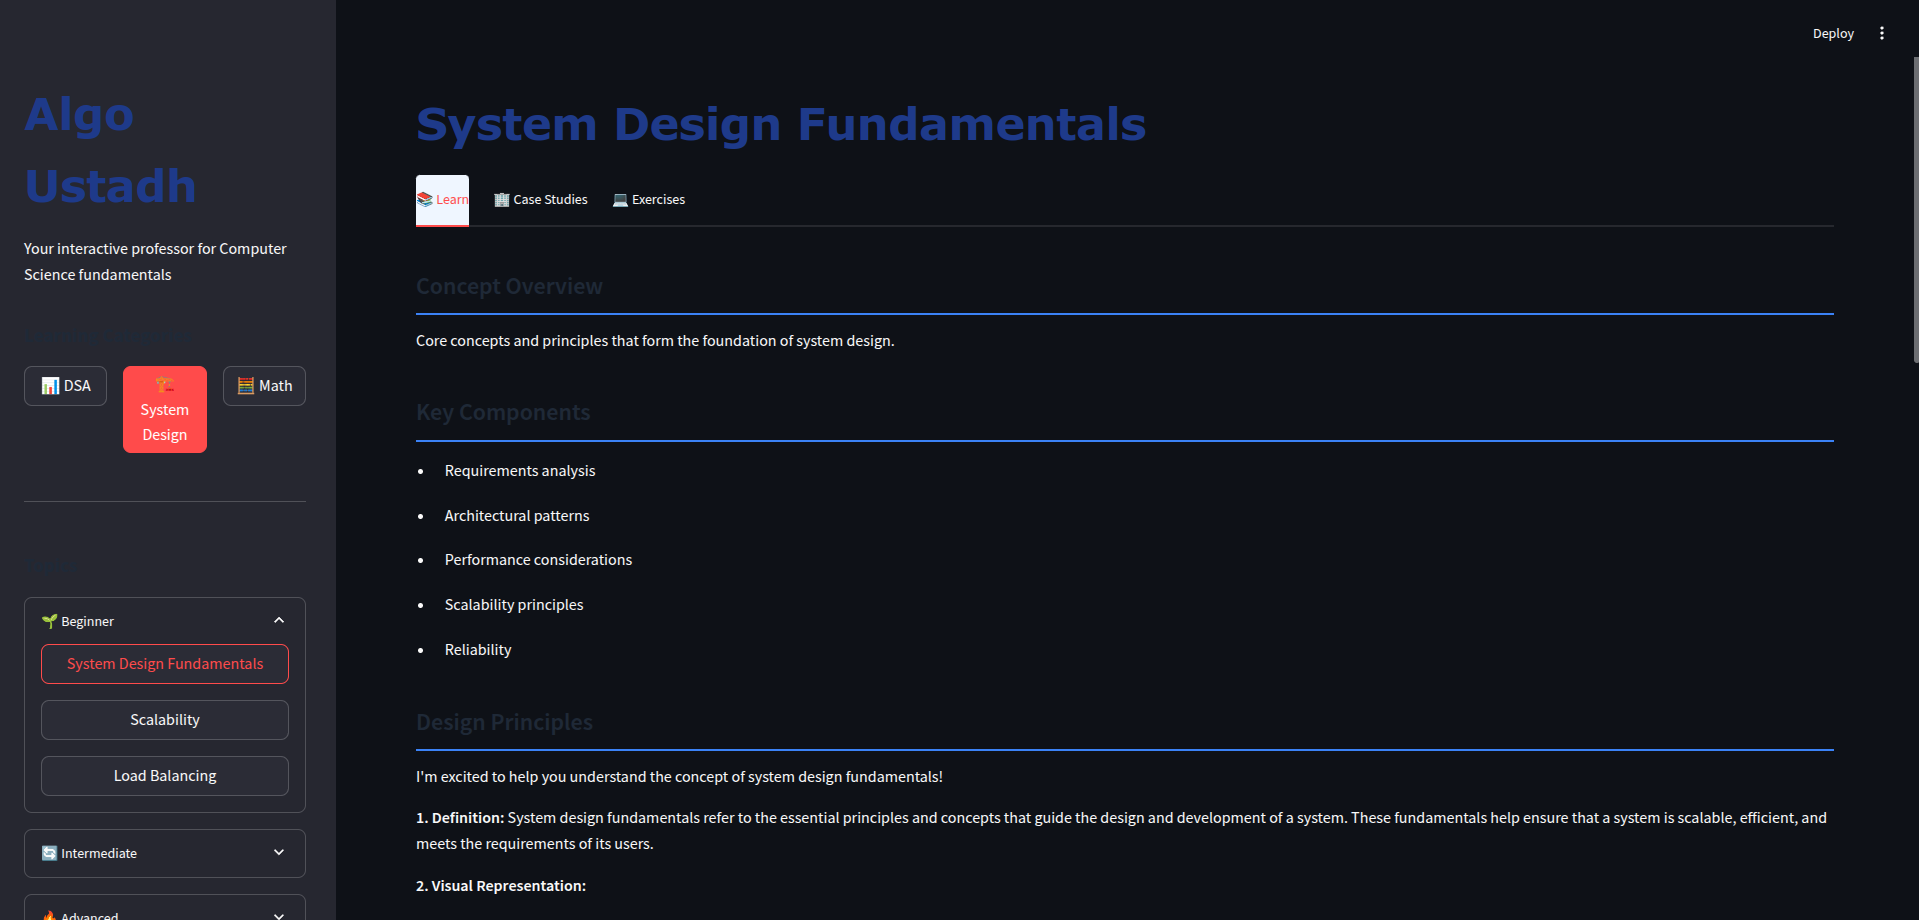 Deploy
Algo
Ustadh
Your interactive professor for Computer
Science fundamentals
📊 DSA
🏗️
System
Design
🧮 Math
🌱 Beginner
System Design Fundamentals
Scalability
Load Balancing
🔄 Intermediate
🔥 Advanced
System Design Fundamentals
📚 Learn
🏢 Case Studies
💻 Exercises
Concept Overview
Core concepts and principles that form the foundation of system design.
Key Components
• Requirements analysis
• Architectural patterns
• Performance considerations
• Scalability principles
• Reliability
Design Principles
I'm excited to help you understand the concept of system design fundamentals!
1. Definition: System design fundamentals refer to the essential principles and concepts that guide the design and development of a system. These fundamentals help ensure that a system is scalable, efficient, and
meets the requirements of its users.
2. Visual Representation: